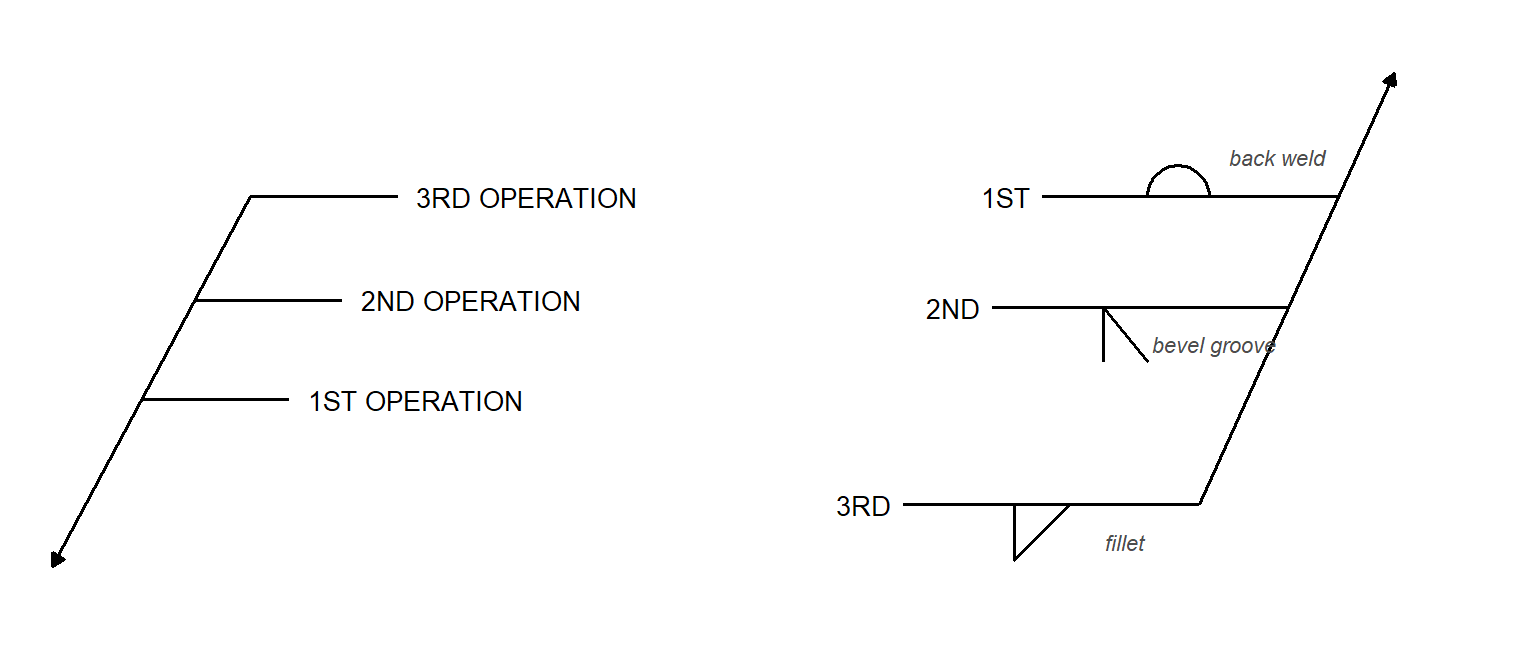 3RD OPERATION
2ND OPERATION
1ST OPERATION
back weld
1ST
2ND
bevel groove
3RD
fillet